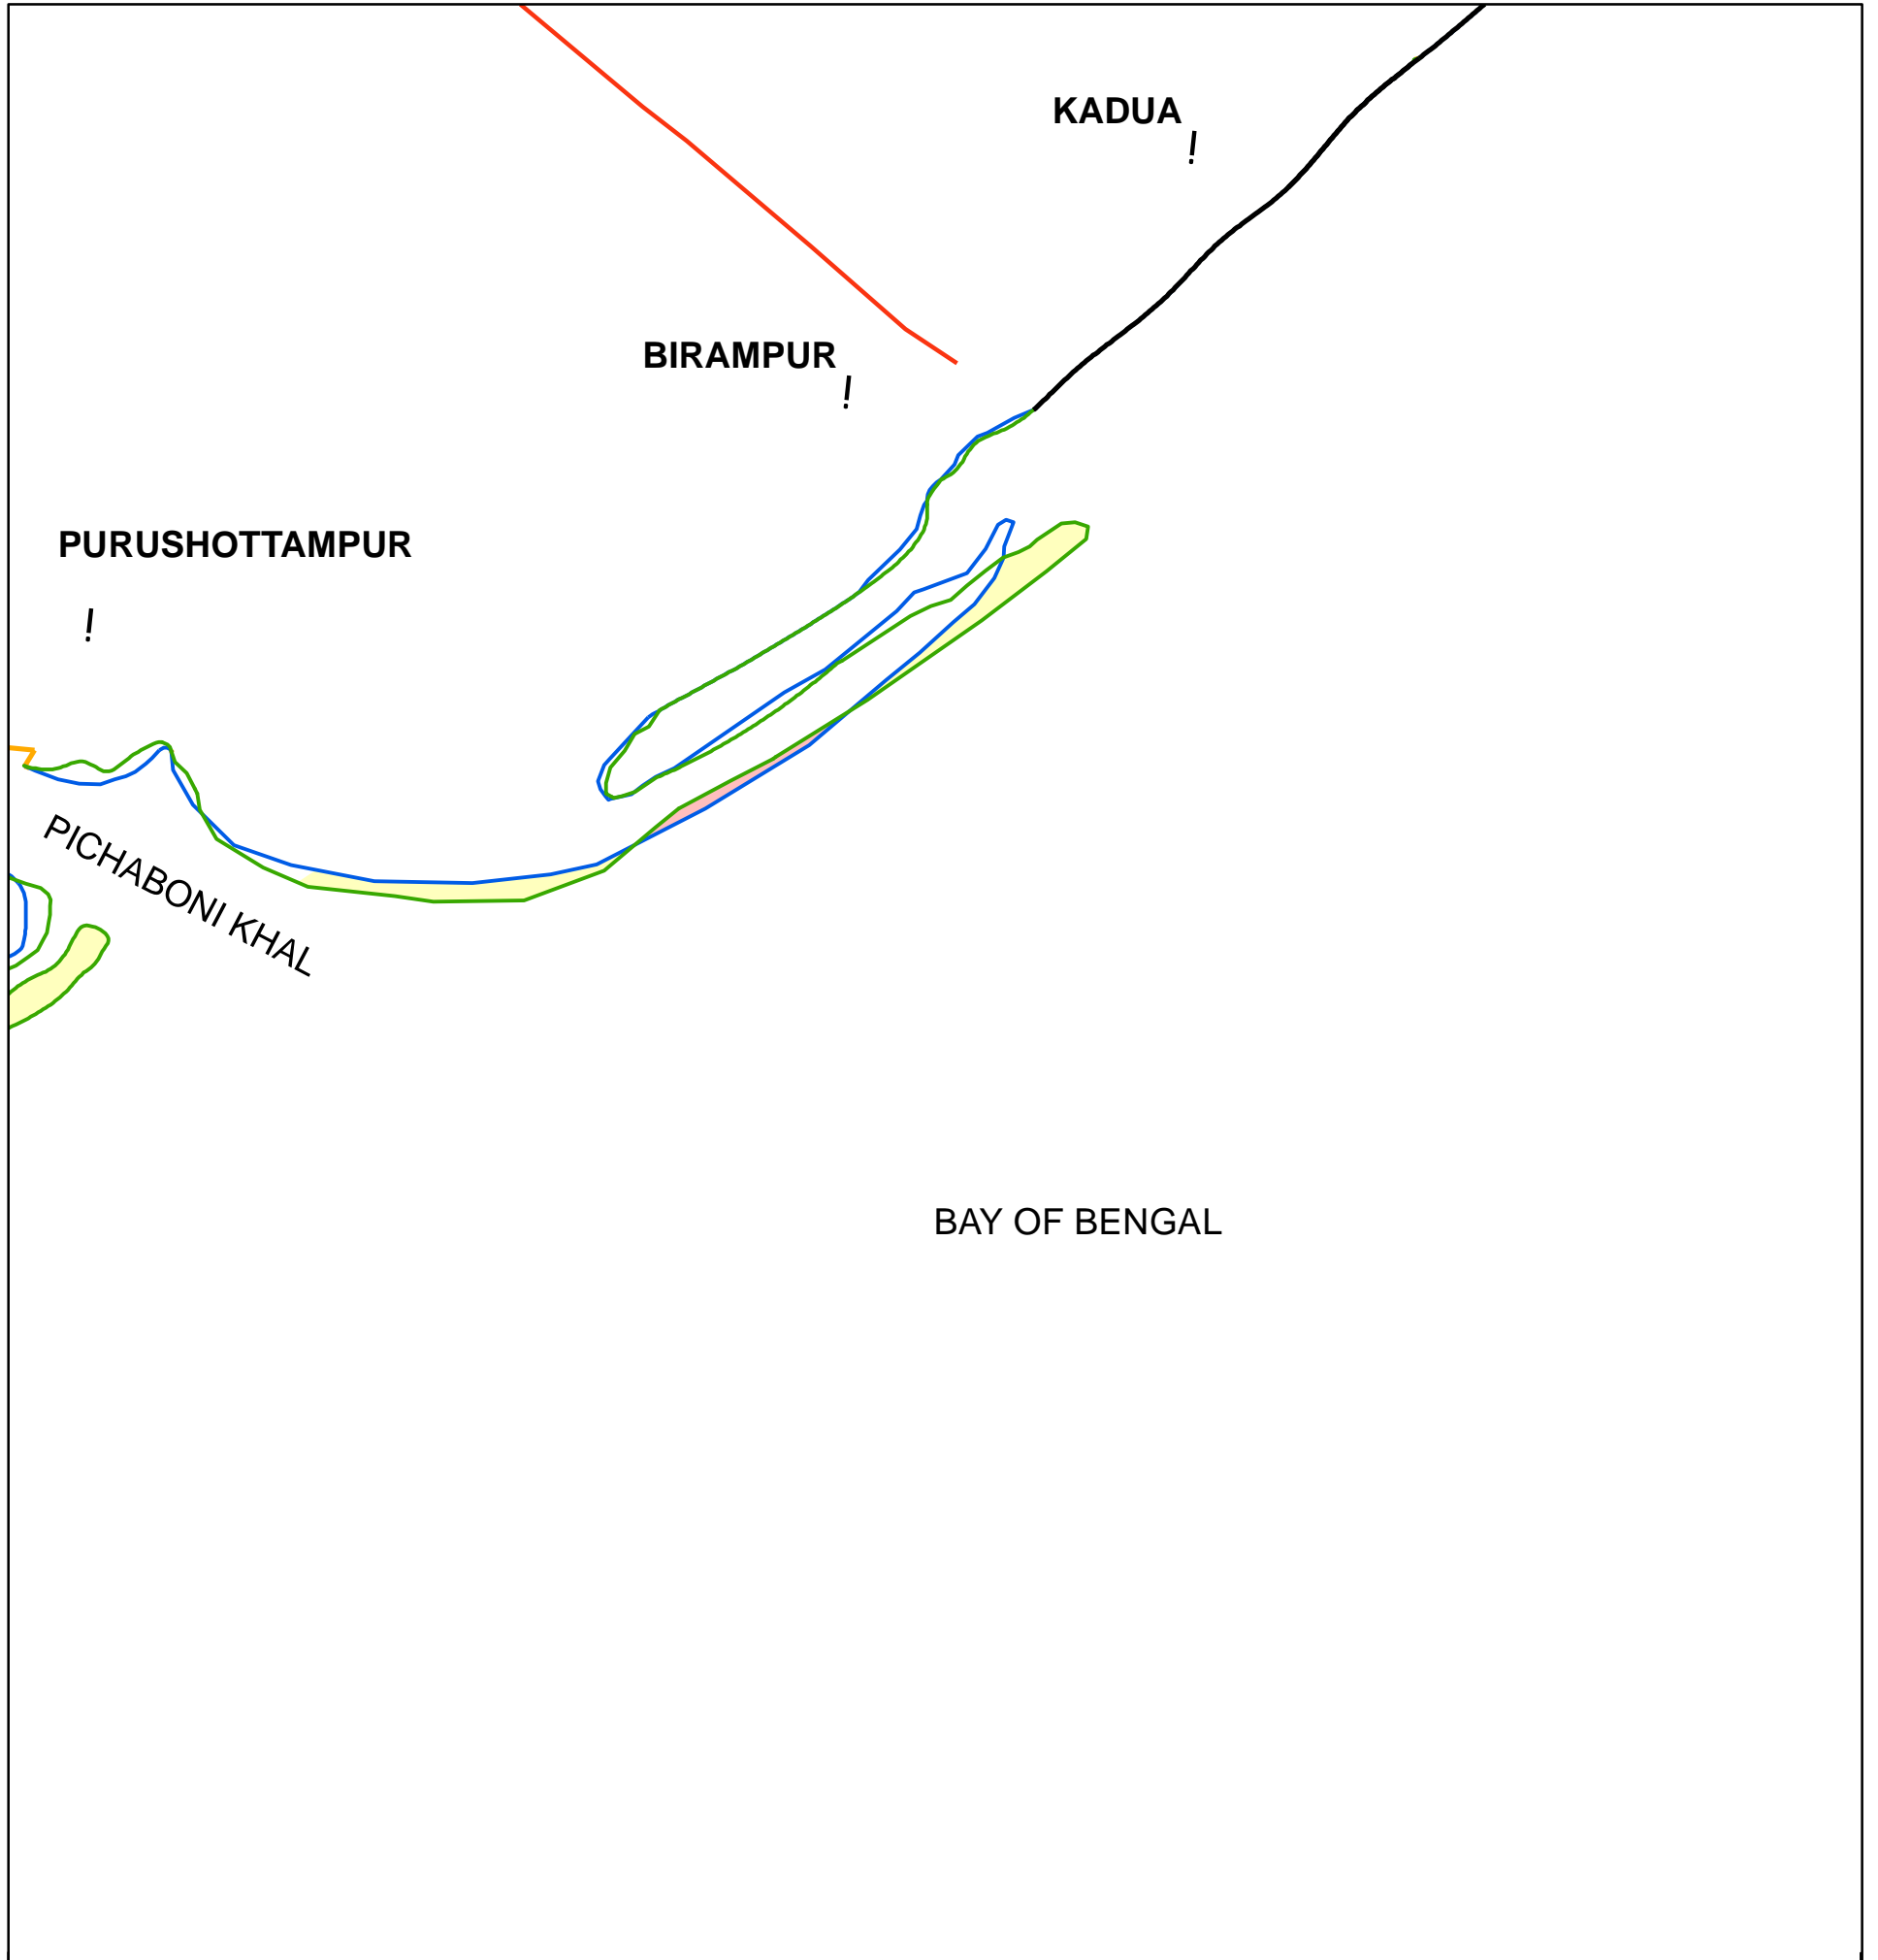 KADUA
!
BIRAMPUR
!
PURUSHOTTAMPUR
!
PICHABONI KHAL
BAY OF BENGAL